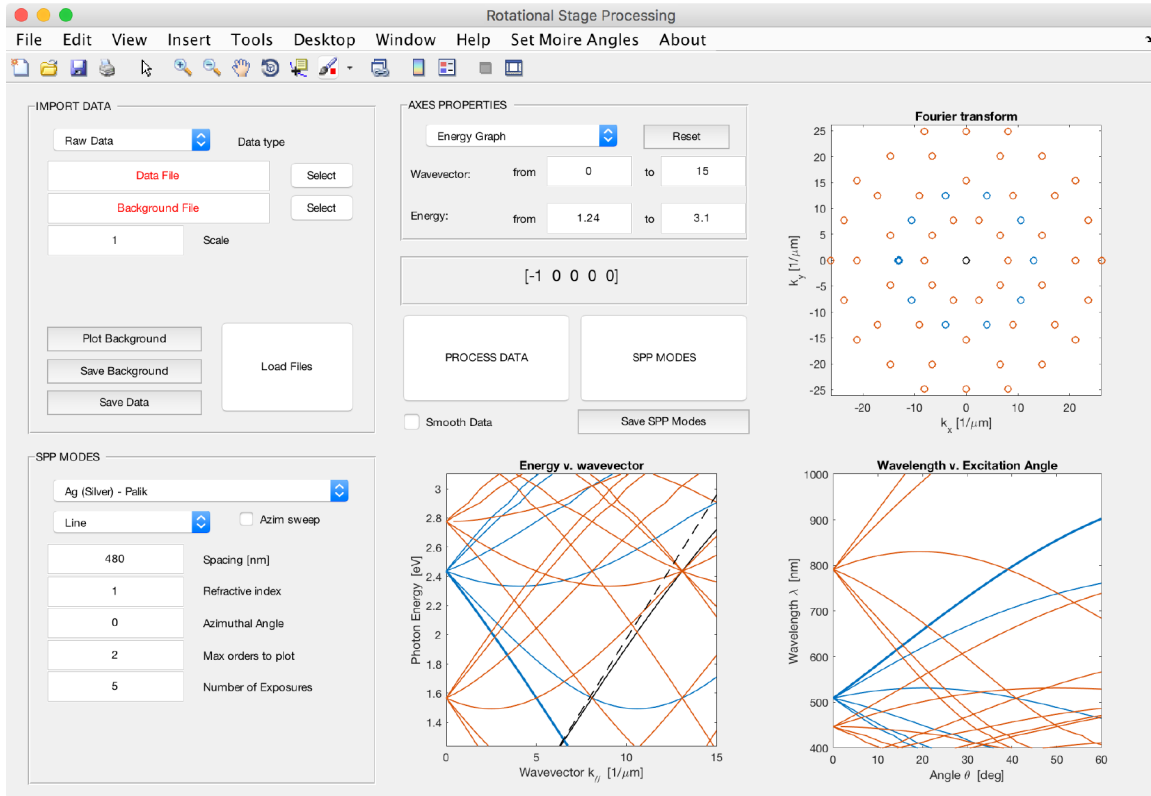 Rotational Stage Processing
File Edit View Insert Tools Desktop Window Help Set Moire Angles About
IMPORT DATA
Raw Data
Data type
Data File
Select
Background File
Select
1
Scale
Plot Background
Save Background
Save Data
Load Files
AXES PROPERTIES
Energy Graph
Reset
Wavevector: from 0 to 15
Energy: from 1.24 to 3.1
[-1 0 0 0 0]
PROCESS DATA
SPP MODES
Smooth Data
Save SPP Modes
Fourier transform
25
20
15
10
5
0
-5
-10
-15
-20
-25
k_y [1/μm]
-20 -10 0 10 20
k_x [1/μm]
SPP MODES
Ag (Silver) - Palik
Line
Azim sweep
480 Spacing [nm]
1 Refractive index
0 Azimuthal Angle
2 Max orders to plot
5 Number of Exposures
Energy v. wavevector
3
2.8
2.6
2.4
2.2
2
1.8
1.6
1.4
Photon Energy [eV]
0 5 10 15
Wavevector k_// [1/μm]
Wavelength v. Excitation Angle
1000
900
800
700
600
500
400
Wavelength λ [nm]
0 10 20 30 40 50 60
Angle θ [deg]